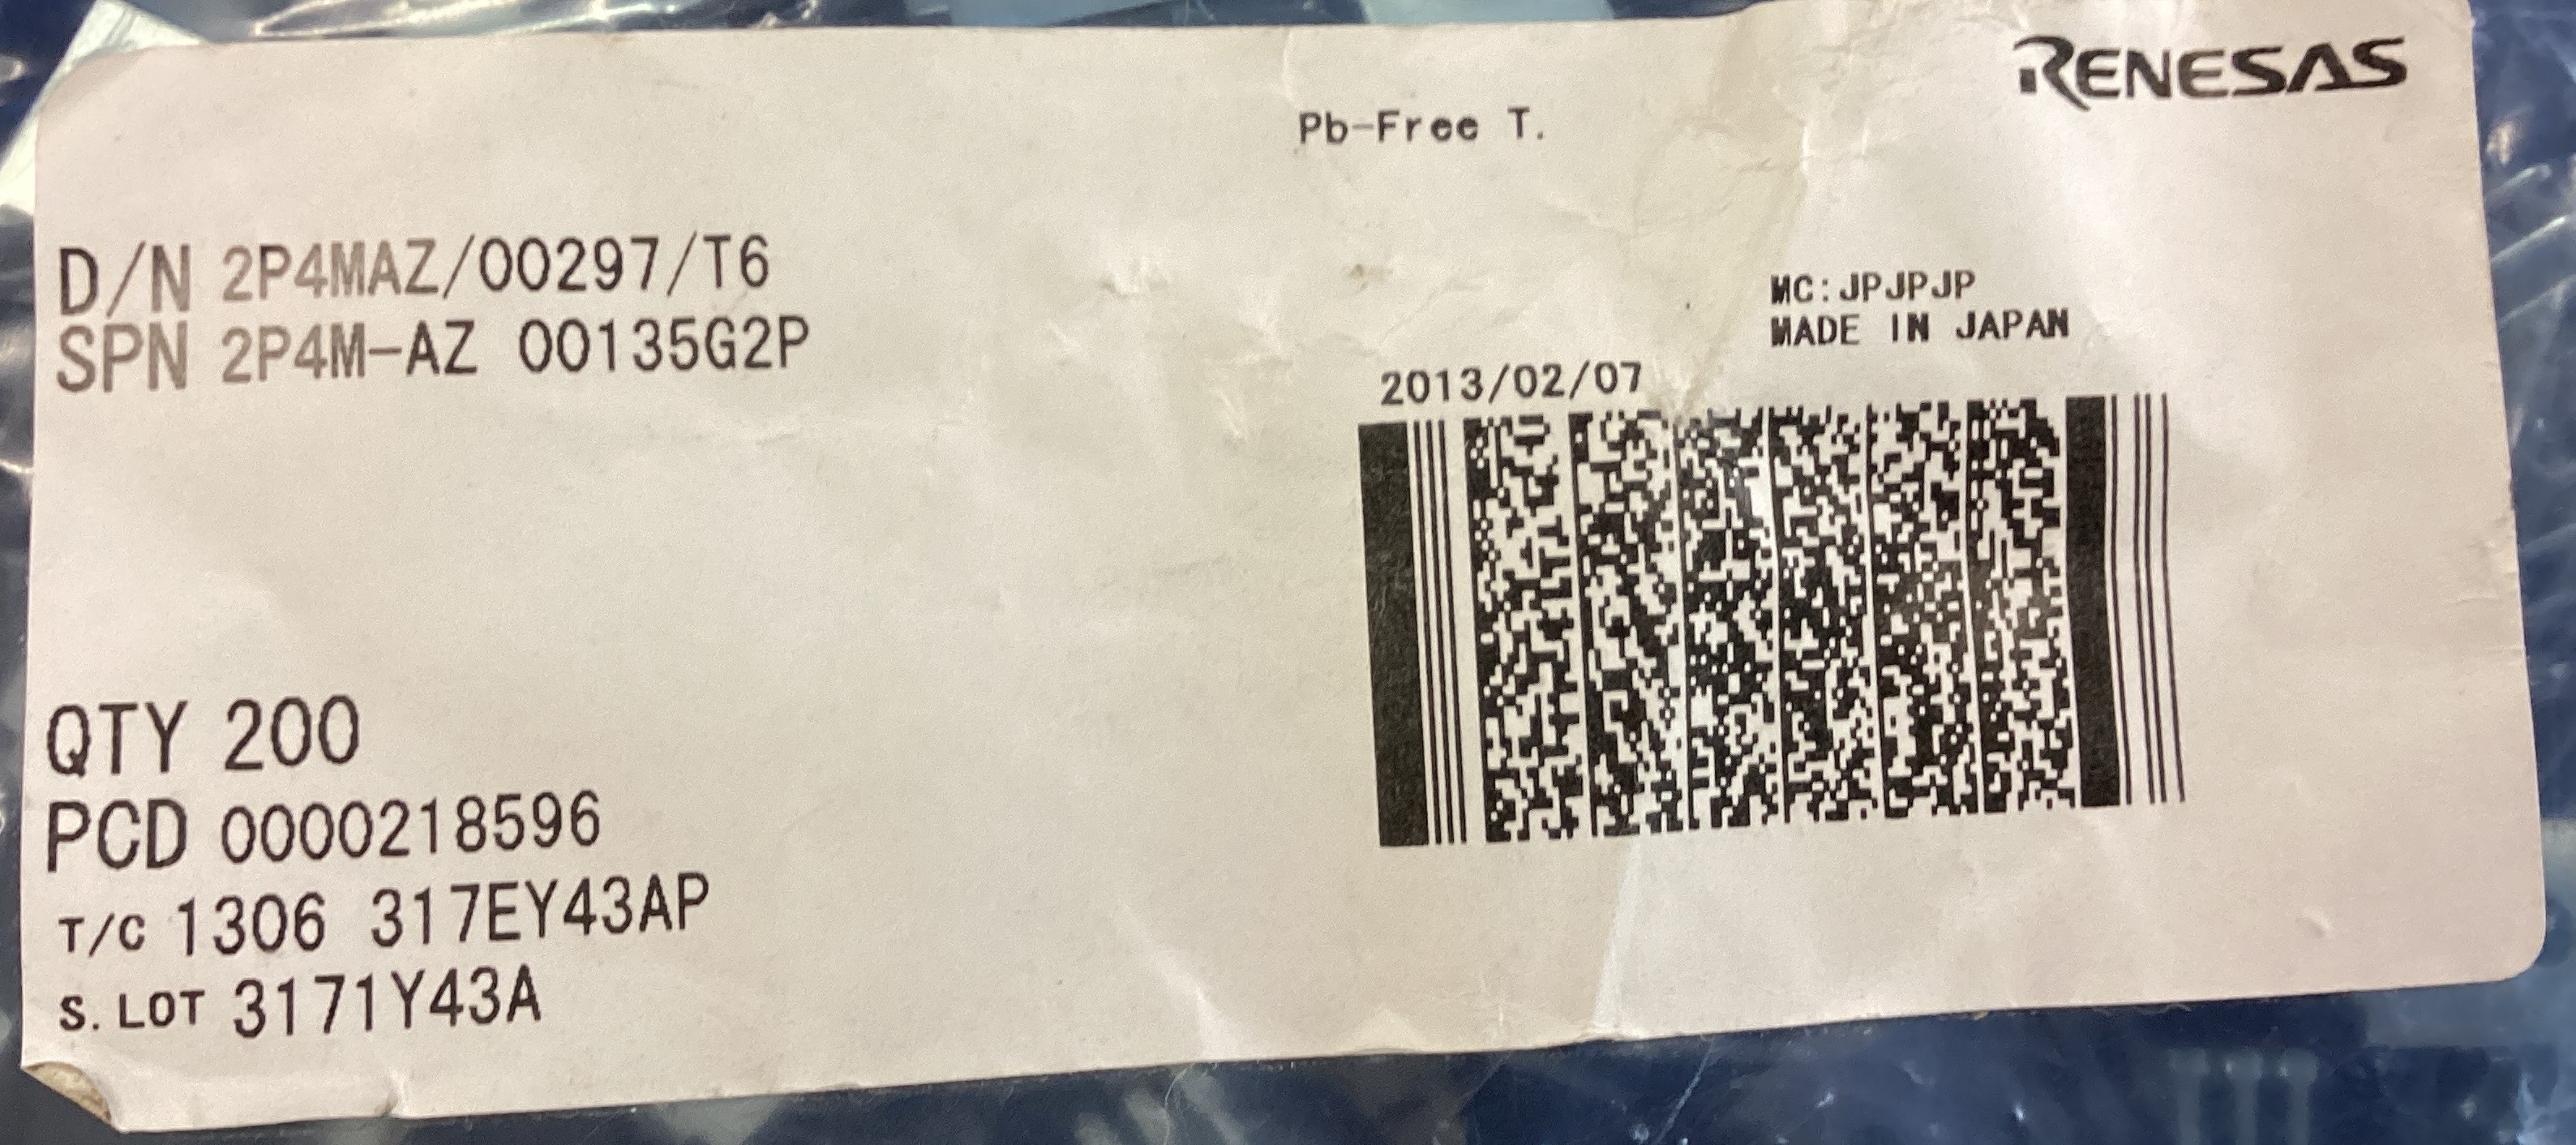 RENESAS
Pb-Free T.
D/N 2P4MAZ/00297/T6
SPN 2P4M-AZ 00135G2P
MC:JPJPJP
MADE IN JAPAN
2013/02/07
QTY 200
PCD 0000218596
T/C 1306 317EY43AP
S. LOT 3171Y43A